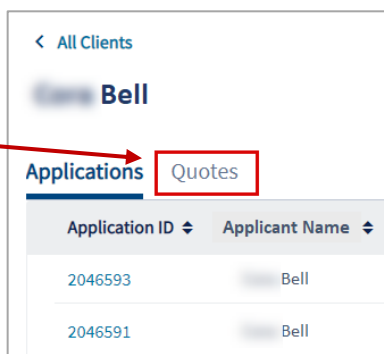 < All Clients
Bell
Applications Quotes
Application ID Applicant Name
2046593 Bell
2046591 Bell